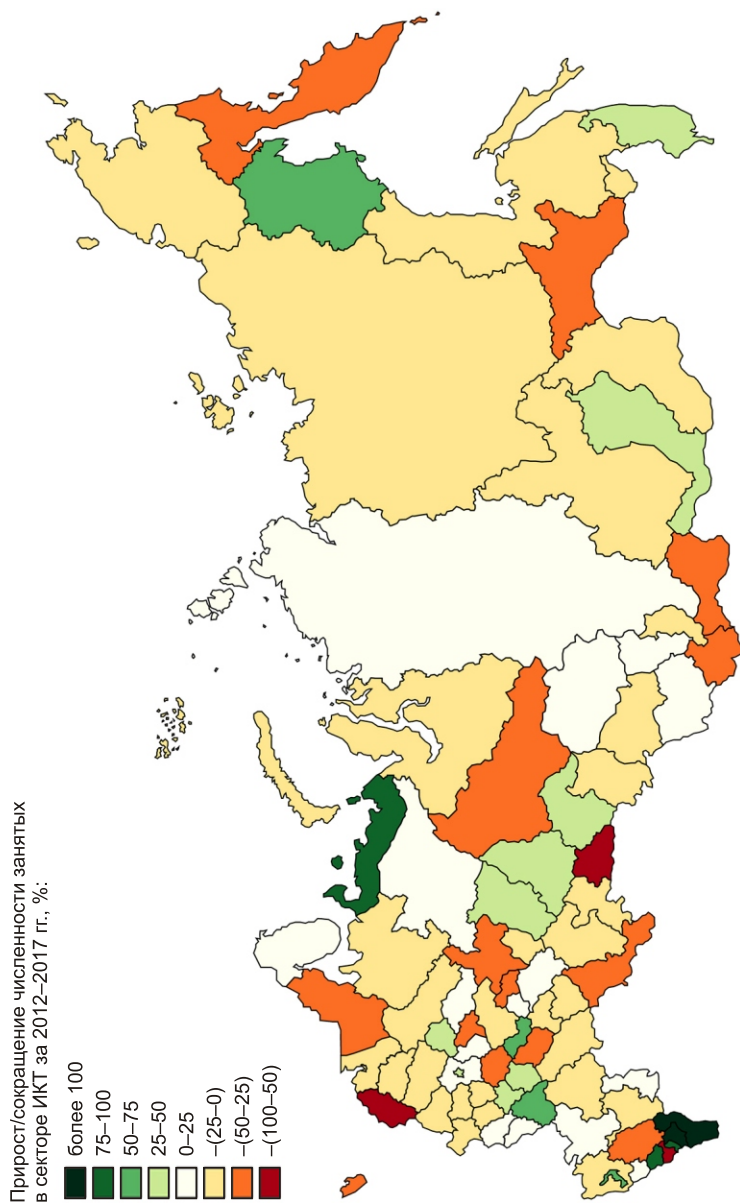 Прирост/сокращение численности занятых
в секторе ИКТ за 2012–2017 гг., %:
более 100
75–100
50–75
25–50
0–25
–(25–0)
–(50–25)
–(100–50)